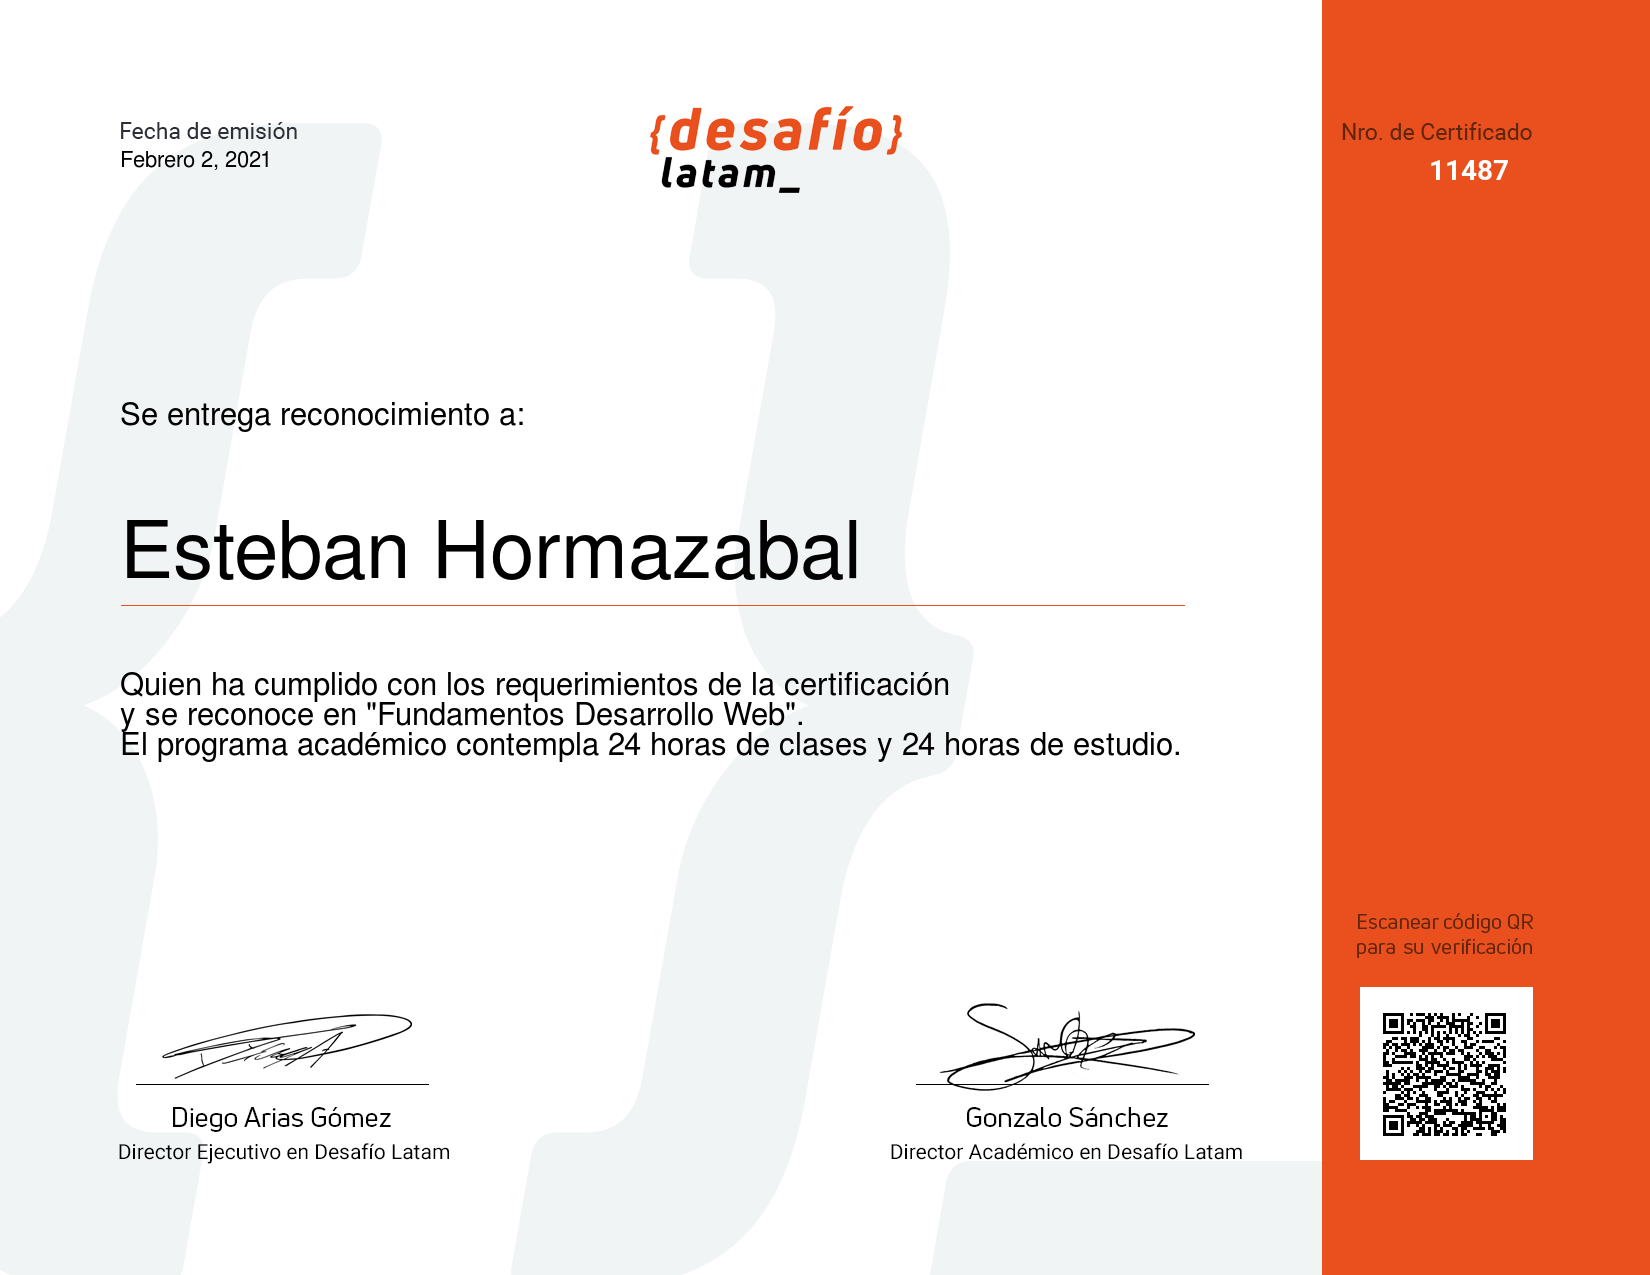 Fecha de emisión
Febrero 2, 2021
{desafío}
latam_
Nro. de Certificado
11487
Se entrega reconocimiento a:
Esteban Hormazabal
Quien ha cumplido con los requerimientos de la certificación
y se reconoce en "Fundamentos Desarrollo Web".
El programa académico contempla 24 horas de clases y 24 horas de estudio.
Escanear código QR
para su verificación
Diego Arias Gómez
Director Ejecutivo en Desafío Latam
Gonzalo Sánchez
Director Académico en Desafío Latam